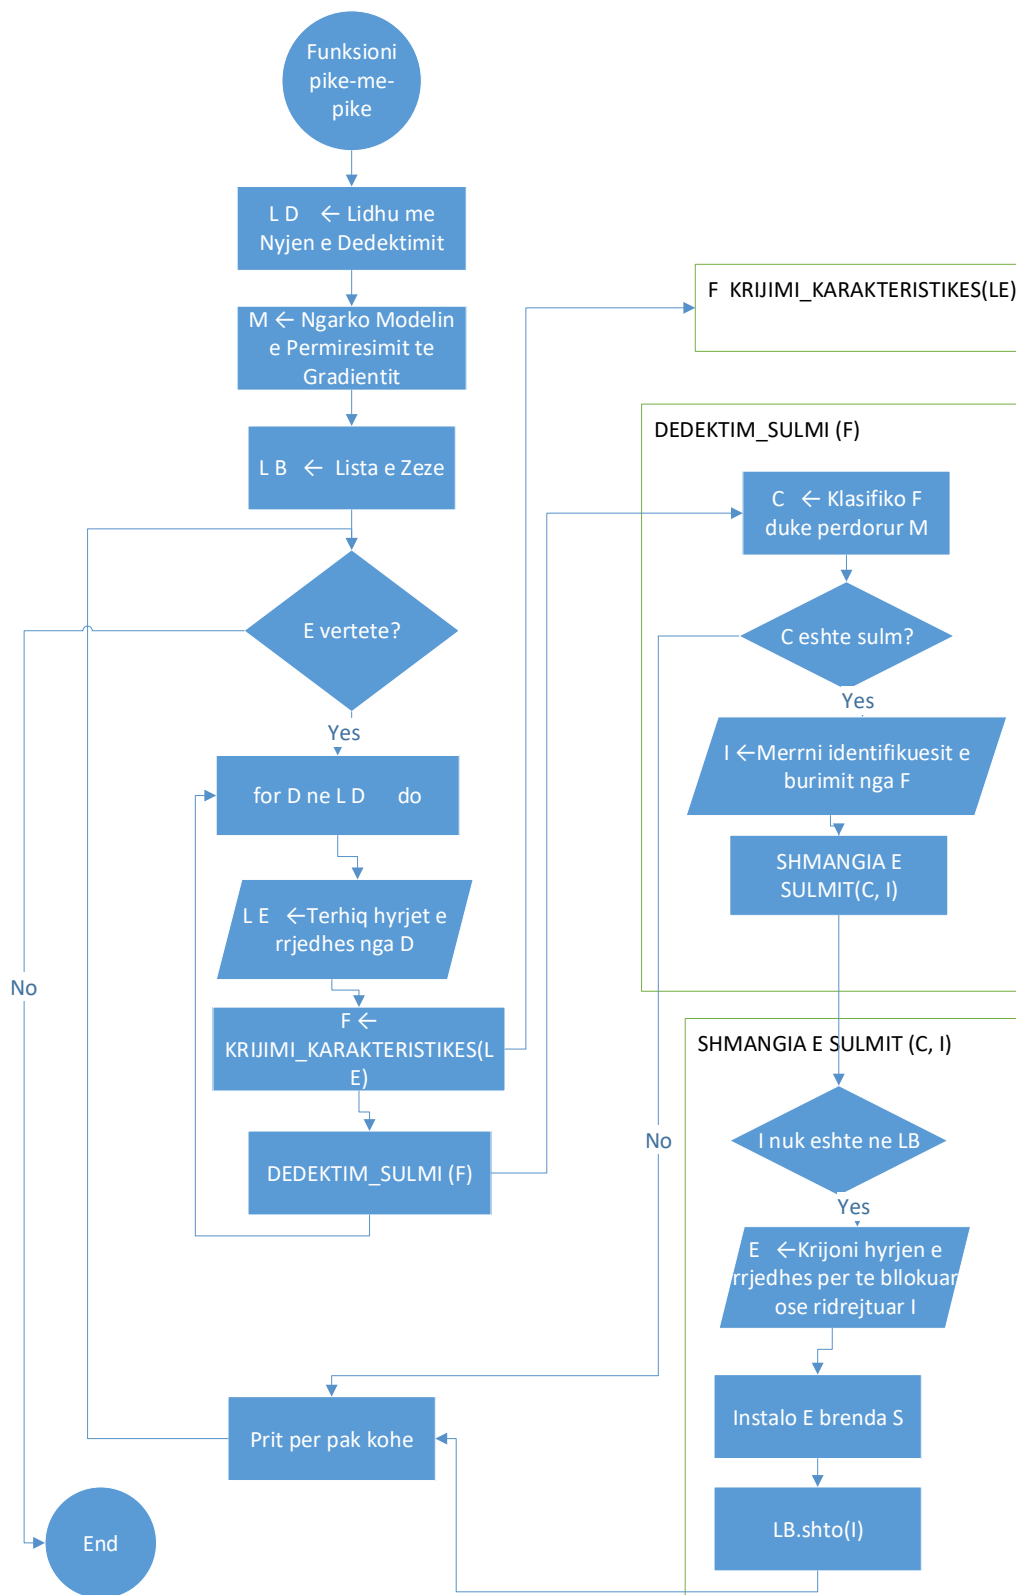 Funksioni
pike-me-
pike
L D ← Lidhu me
Nyjen e Dedektimit
M ← Ngarko Modelin
e Permiresimit te
Gradientit
L B ← Lista e Zeze
E vertete?
Yes
for D ne L D do
L E ←Terhiq hyrjet e
rrjedhes nga D
F ←
KRIJIMI_KARAKTERISTIKES(L
E)
DEDEKTIM_SULMI (F)
No
Prit per pak kohe
End
F KRIJIMI_KARAKTERISTIKES(LE)
DEDEKTIM_SULMI (F)
C ← Klasifiko F
duke perdorur M
C eshte sulm?
Yes
I ←Merrni identifikuesit e
burimit nga F
SHMANGIA E
SULMIT(C, I)
No
SHMANGIA E SULMIT (C, I)
I nuk eshte ne LB
Yes
E ←Krijoni hyrjen e
rrjedhes per te bllokuar
ose ridrejtuar I
Instalo E brenda S
LB.shto(I)